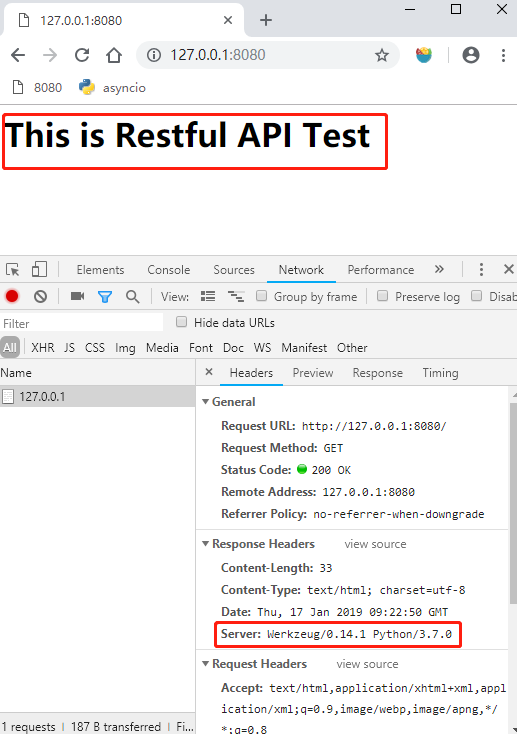 127.0.0.1:8080
127.0.0.1:8080
8080 asyncio
This is Restful API Test
Elements Console Sources Network Performance »
View: Group by frame Preserve log Disab
Filter Hide data URLs
All XHR JS CSS Img Media Font Doc WS Manifest Other
Name
127.0.0.1
× Headers Preview Response Timing
General
Request URL: http://127.0.0.1:8080/
Request Method: GET
Status Code: 200 OK
Remote Address: 127.0.0.1:8080
Referrer Policy: no-referrer-when-downgrade
Response Headers view source
Content-Length: 33
Content-Type: text/html; charset=utf-8
Date: Thu, 17 Jan 2019 09:22:50 GMT
Server: Werkzeug/0.14.1 Python/3.7.0
Request Headers view source
Accept: text/html,application/xhtml+xml,appl
ication/xml;q=0.9,image/webp,image/apng,*/
*;q=0.8
1 requests | 187 B transferred | Fi...